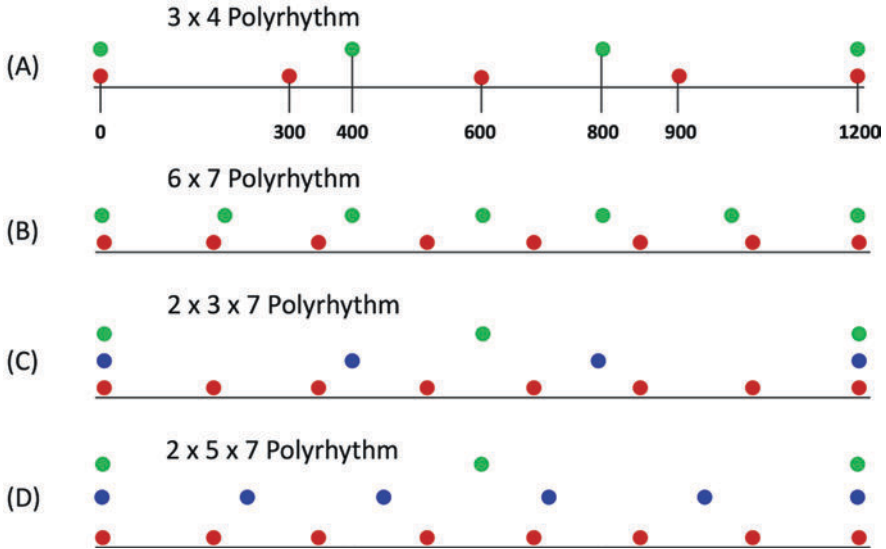 3 x 4 Polyrhythm
(A)
0 300 400 600 800 900 1200
6 x 7 Polyrhythm
(B)
2 x 3 x 7 Polyrhythm
(C)
2 x 5 x 7 Polyrhythm
(D)